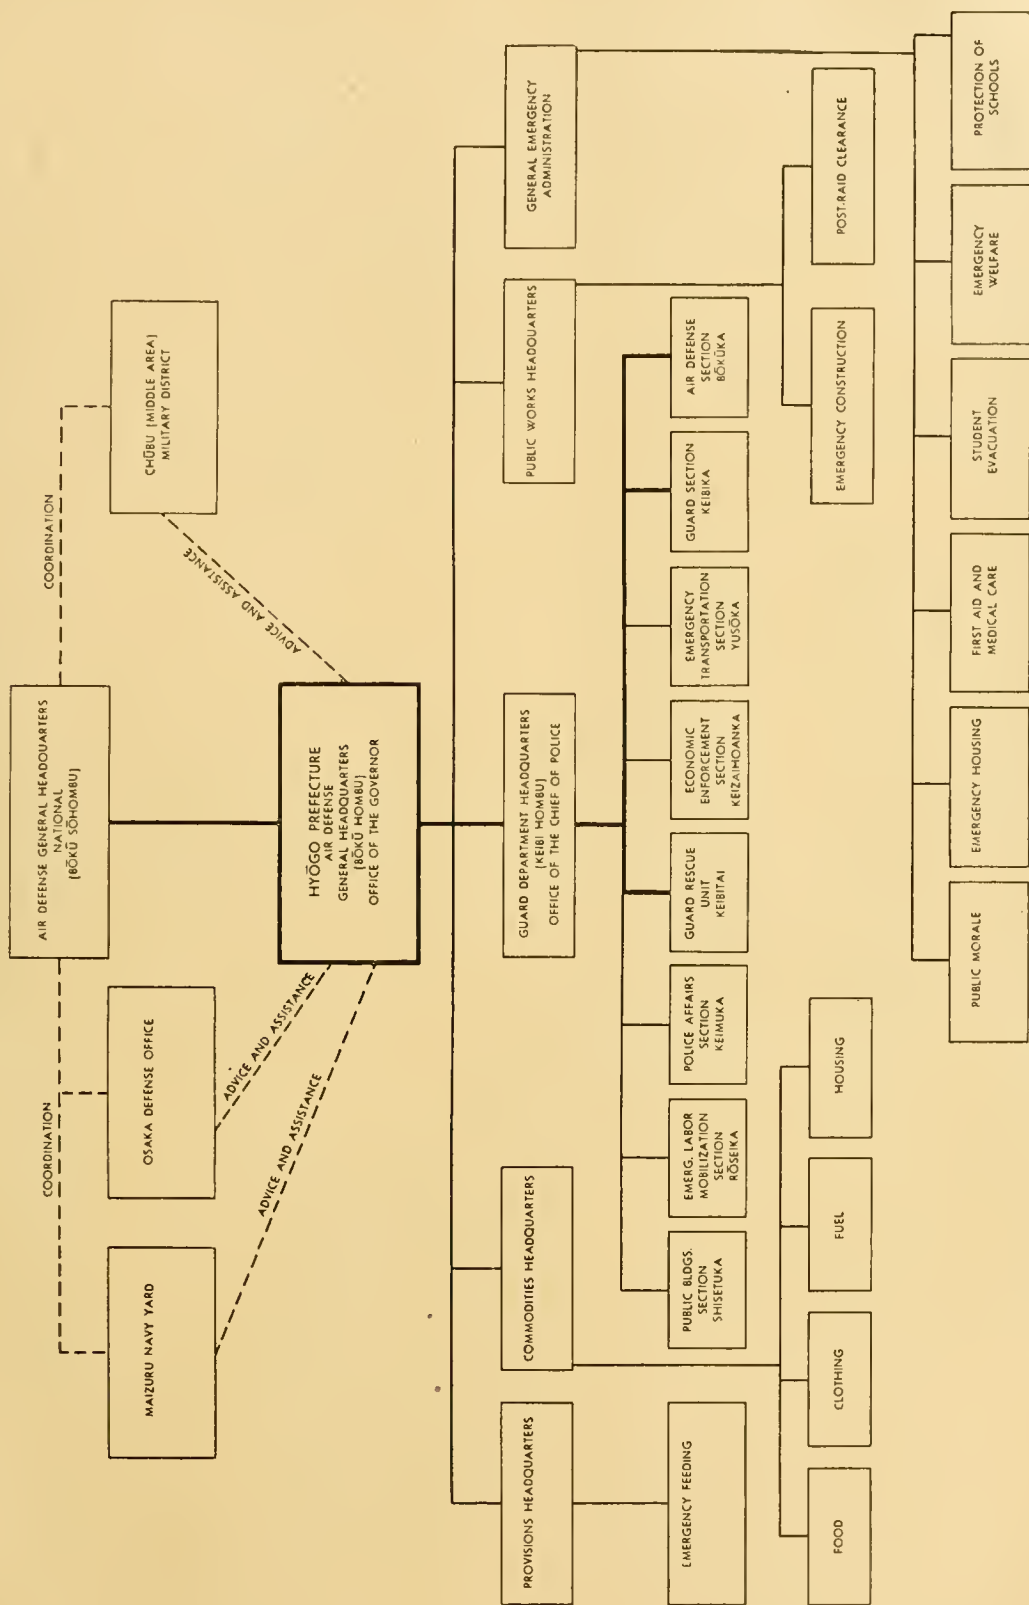 AIR DEFENSE GENERAL HEADQUARTERS
NATIONAL
[BŌKŪ SŌHOMBU]
COORDINATION
COORDINATION
MAIZURU NAVY YARD
OSAKA DEFENSE OFFICE
CHŪBU [MIDDLE AREA]
MILITARY DISTRICT
ADVICE AND ASSISTANCE
ADVICE AND ASSISTANCE
ADVICE AND ASSISTANCE
HYŌGO PREFECTURE
AIR DEFENSE
GENERAL HEADQUARTERS
[BŌKŪ HOMBU]
OFFICE OF THE GOVERNOR
PROVISIONS HEADQUARTERS
COMMODITIES HEADQUARTERS
GUARD DEPARTMENT HEADQUARTERS
[KEIBI HOMBU]
OFFICE OF THE CHIEF OF POLICE
PUBLIC WORKS HEADQUARTERS
GENERAL EMERGENCY
ADMINISTRATION
EMERGENCY FEEDING
PUBLIC BLDGS.
SECTION
SHISETUKA
EMERG. LABOR
MOBILIZATION
SECTION
RŌSEIKA
POLICE AFFAIRS
SECTION
KEIMUKA
GUARD RESCUE
UNIT
KEIBITAI
ECONOMIC
ENFORCEMENT
SECTION
KEIZAIHOANKA
EMERGENCY
TRANSPORTATION
SECTION
YUSŌKA
GUARD SECTION
KEIBIKA
AIR DEFENSE
SECTION
BŌKŪKA
FOOD
CLOTHING
FUEL
HOUSING
EMERGENCY CONSTRUCTION
POST-RAID CLEARANCE
PUBLIC MORALE
EMERGENCY HOUSING
FIRST AID AND
MEDICAL CARE
STUDENT
EVACUATION
EMERGENCY
WELFARE
PROTECTION OF
SCHOOLS